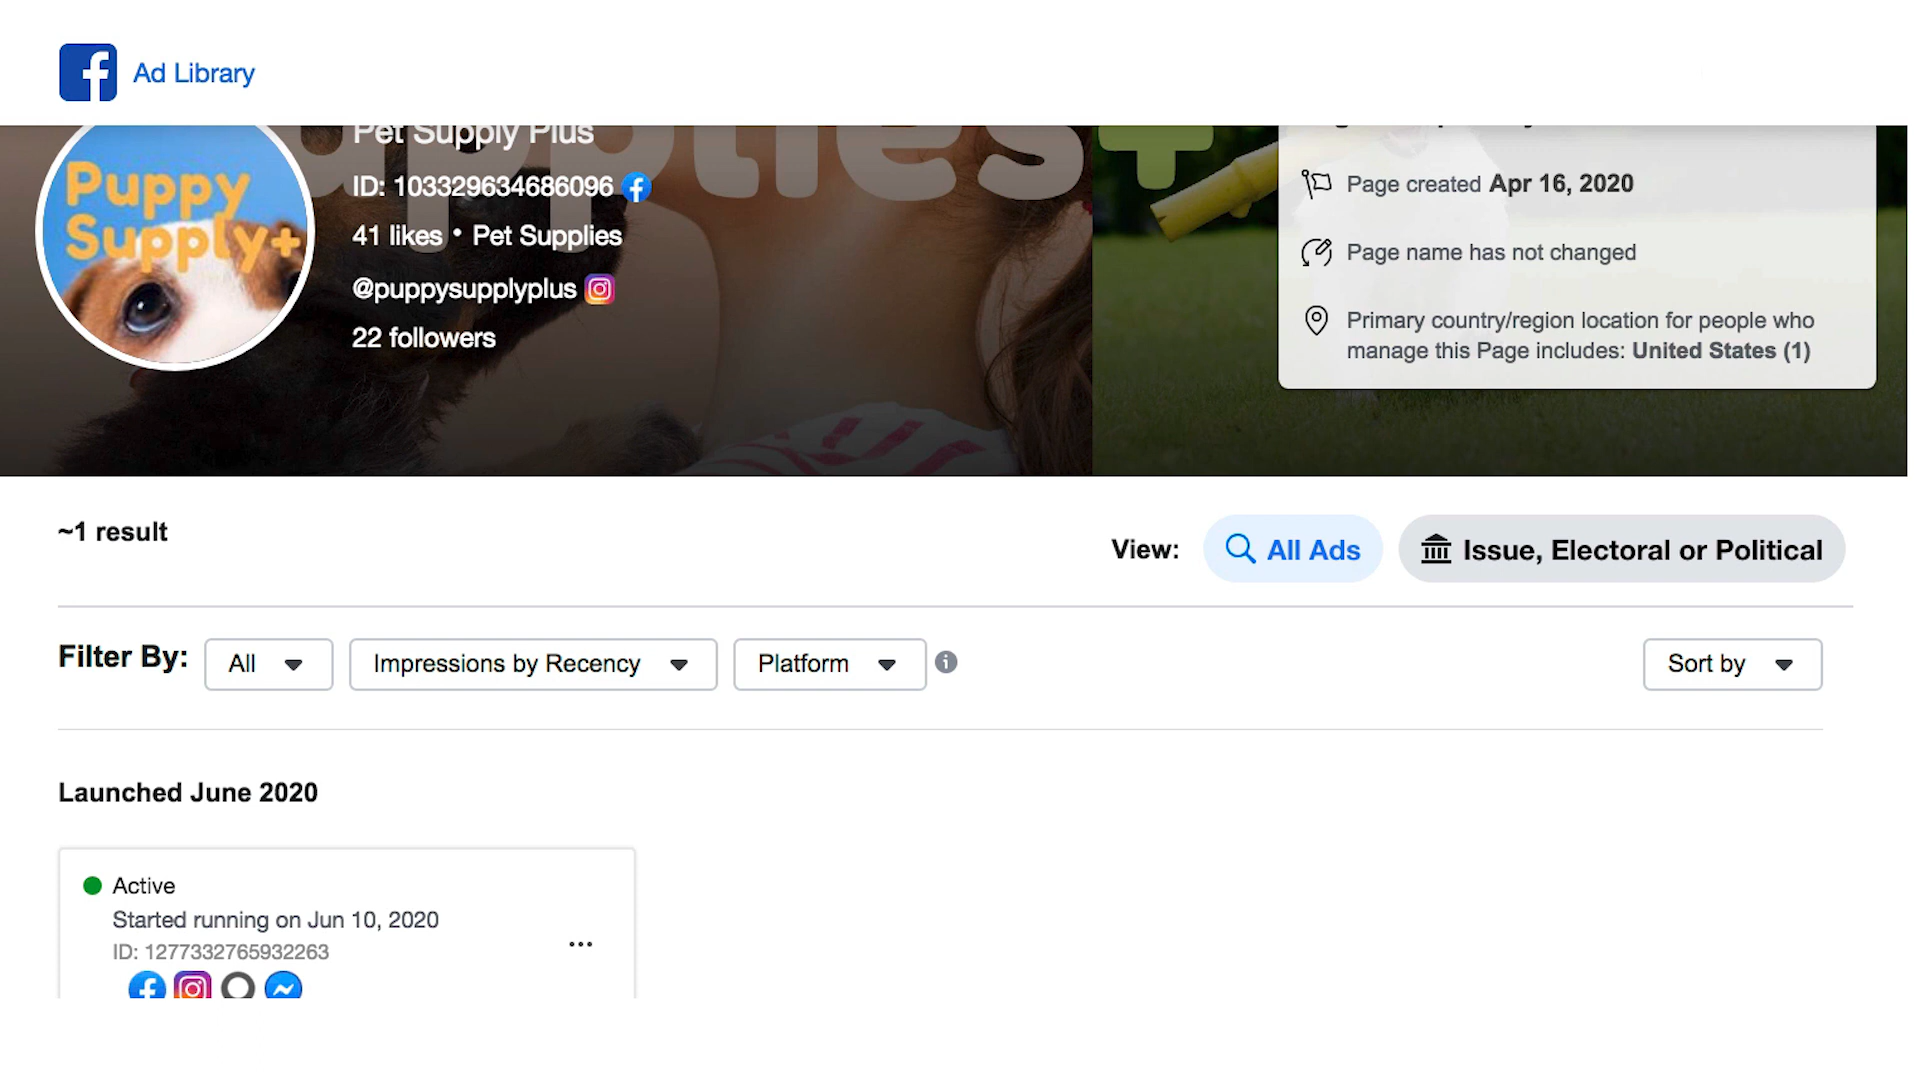 Ad Library
Pet Supply Plus
Puppy
Supply+
upplies+
ID: 103329634686096
41 likes • Pet Supplies
@puppysupplyplus
22 followers
Page created Apr 16, 2020
Page name has not changed
Primary country/region location for people who
manage this Page includes: United States (1)
~1 result
View:
All Ads
Issue, Electoral or Political
Filter By:
All
Impressions by Recency
Platform
Sort by
Launched June 2020
Active
Started running on Jun 10, 2020
ID: 1277332765932263